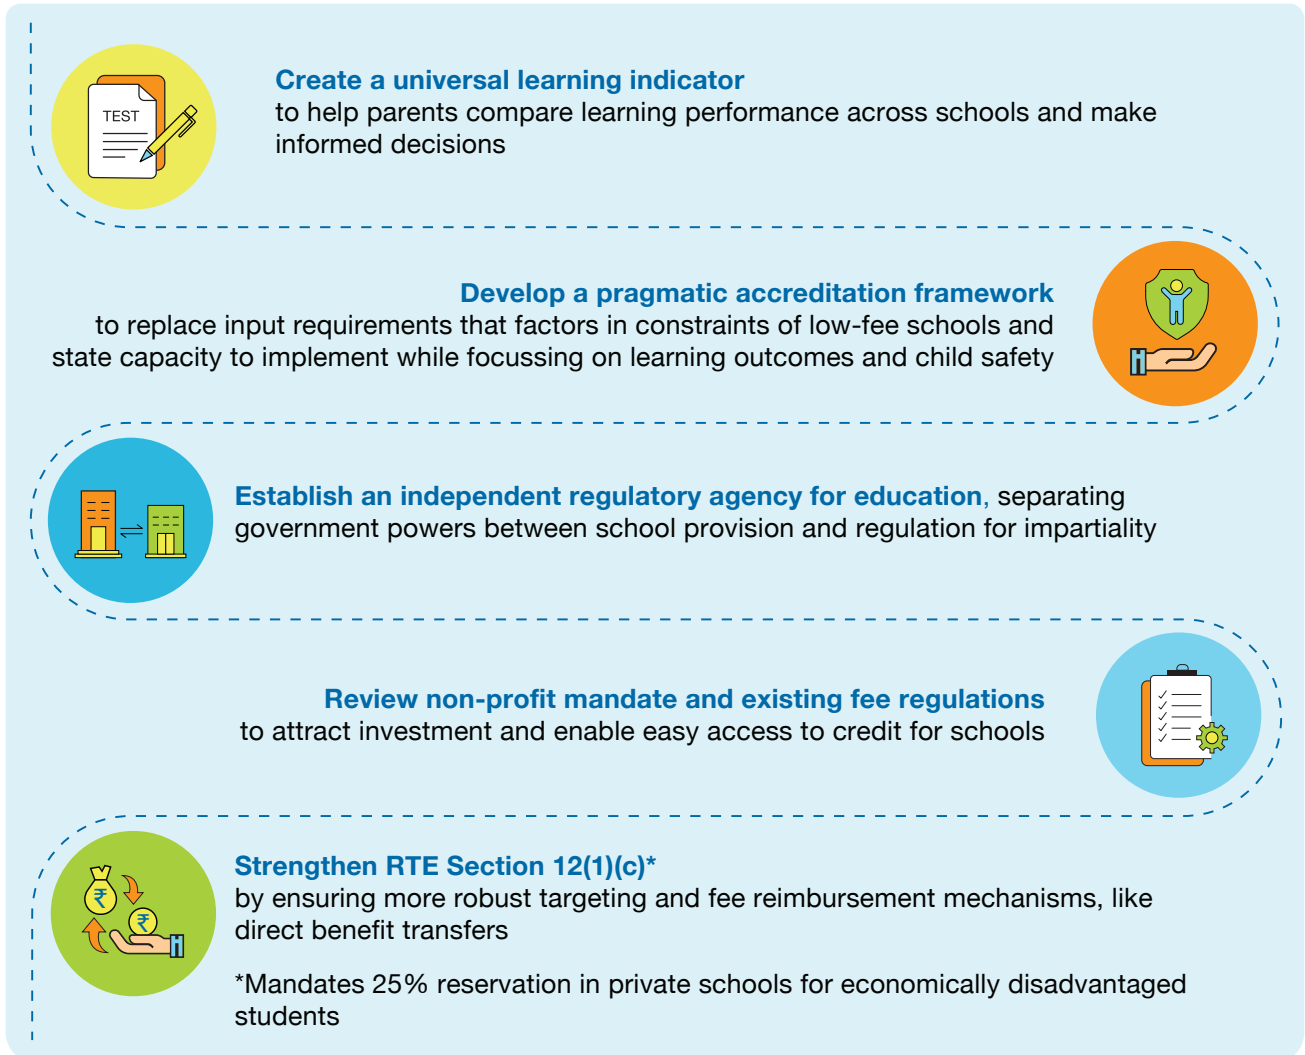 TEST
Create a universal learning indicator
to help parents compare learning performance across schools and make
informed decisions
Develop a pragmatic accreditation framework
to replace input requirements that factors in constraints of low-fee schools and
state capacity to implement while focussing on learning outcomes and child safety
Establish an independent regulatory agency for education, separating
government powers between school provision and regulation for impartiality
Review non-profit mandate and existing fee regulations
to attract investment and enable easy access to credit for schools
₹
₹
Strengthen RTE Section 12(1)(c)*
by ensuring more robust targeting and fee reimbursement mechanisms, like
direct benefit transfers
*Mandates 25% reservation in private schools for economically disadvantaged
students